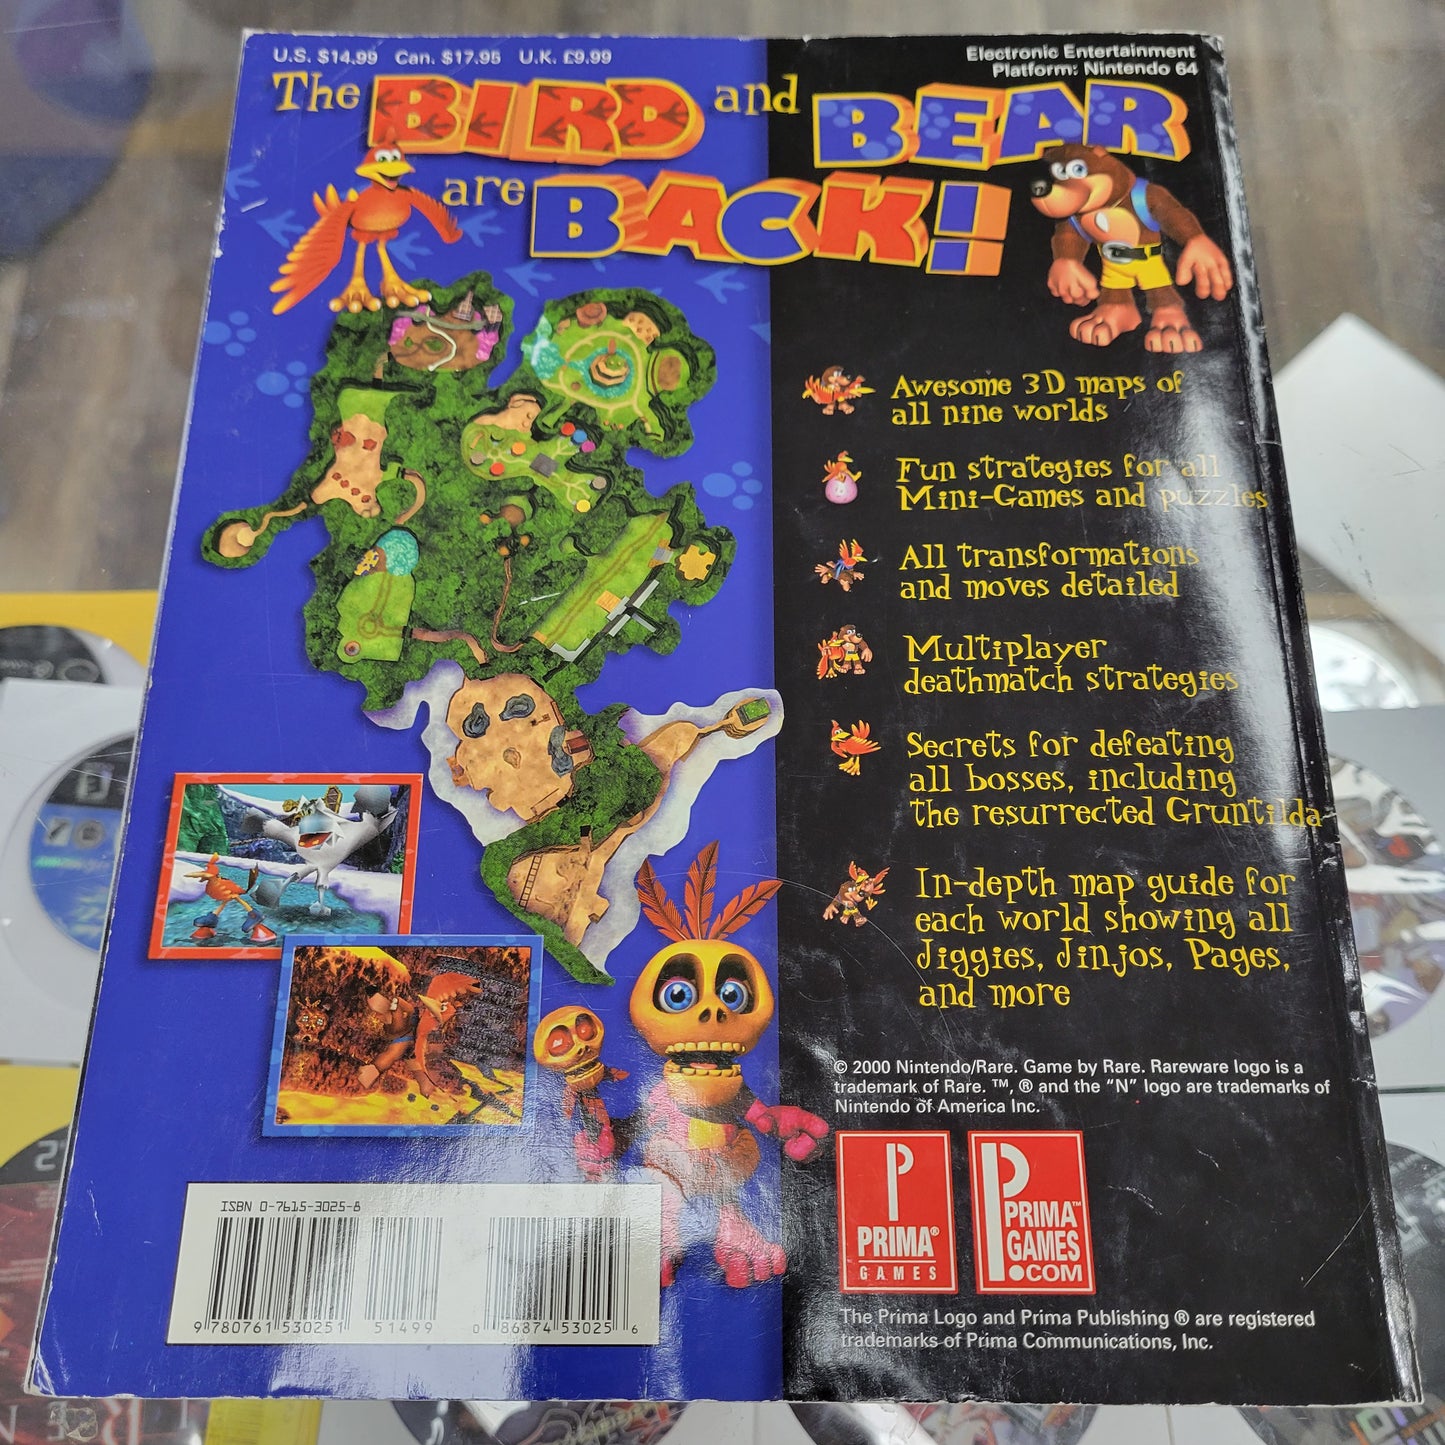 U.S. $14.99 Can. $17.95 U.K. £9.99
Electronic Entertainment
Platform: Nintendo 64
The BIRD and BEAR
are BACK!
Awesome 3D maps of
all nine worlds
Fun strategies for all
Mini-Games and puzzles
All transformations
and moves detailed
Multiplayer
deathmatch strategies
Secrets for defeating
all bosses, including
the resurrected Gruntilda
In-depth map guide for
each world showing all
Jiggies, Jinjos, Pages,
and more
© 2000 Nintendo/Rare. Game by Rare. Rareware logo is a
trademark of Rare. ™, ® and the "N" logo are trademarks of
Nintendo of America Inc.
P
PRIMA®
GAMES
PRIMA™
GAMES
.COM
ISBN 0-7615-3025-8
9 780761 530251 51499 0 86874 53025 6
The Prima Logo and Prima Publishing ® are registered
trademarks of Prima Communications, Inc.